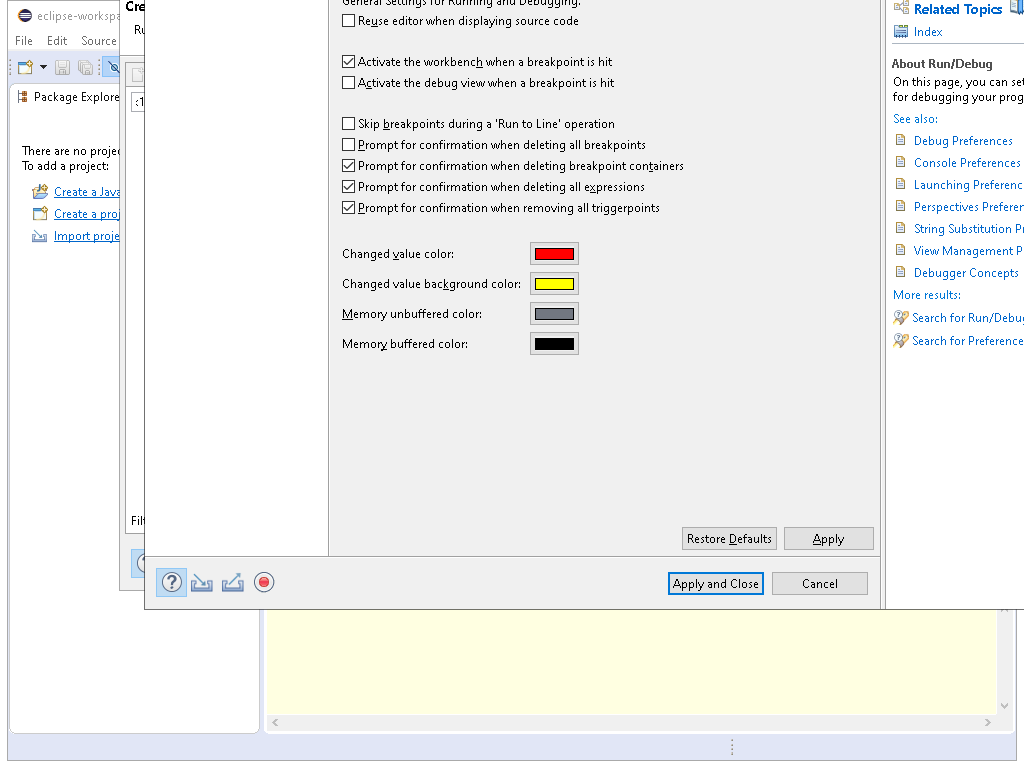 eclipse-workspa
Cre
Ru
File Edit Source
Package Explore
:1
There are no projec
To add a project:
Create a Java
Create a proj
Import proje
Filt
General Settings for Running and Debugging.
Reuse editor when displaying source code
Activate the workbench when a breakpoint is hit
Activate the debug view when a breakpoint is hit
Skip breakpoints during a 'Run to Line' operation
Prompt for confirmation when deleting all breakpoints
Prompt for confirmation when deleting breakpoint containers
Prompt for confirmation when deleting all expressions
Prompt for confirmation when removing all triggerpoints
Changed value color:
Changed value background color:
Memory unbuffered color:
Memory buffered color:
Restore Defaults Apply
Apply and Close Cancel
Related Topics
Index
About Run/Debug
On this page, you can set
for debugging your prog
See also:
Debug Preferences
Console Preferences
Launching Preferenc
Perspectives Preferen
String Substitution Pr
View Management P
Debugger Concepts
More results:
Search for Run/Debug
Search for Preference